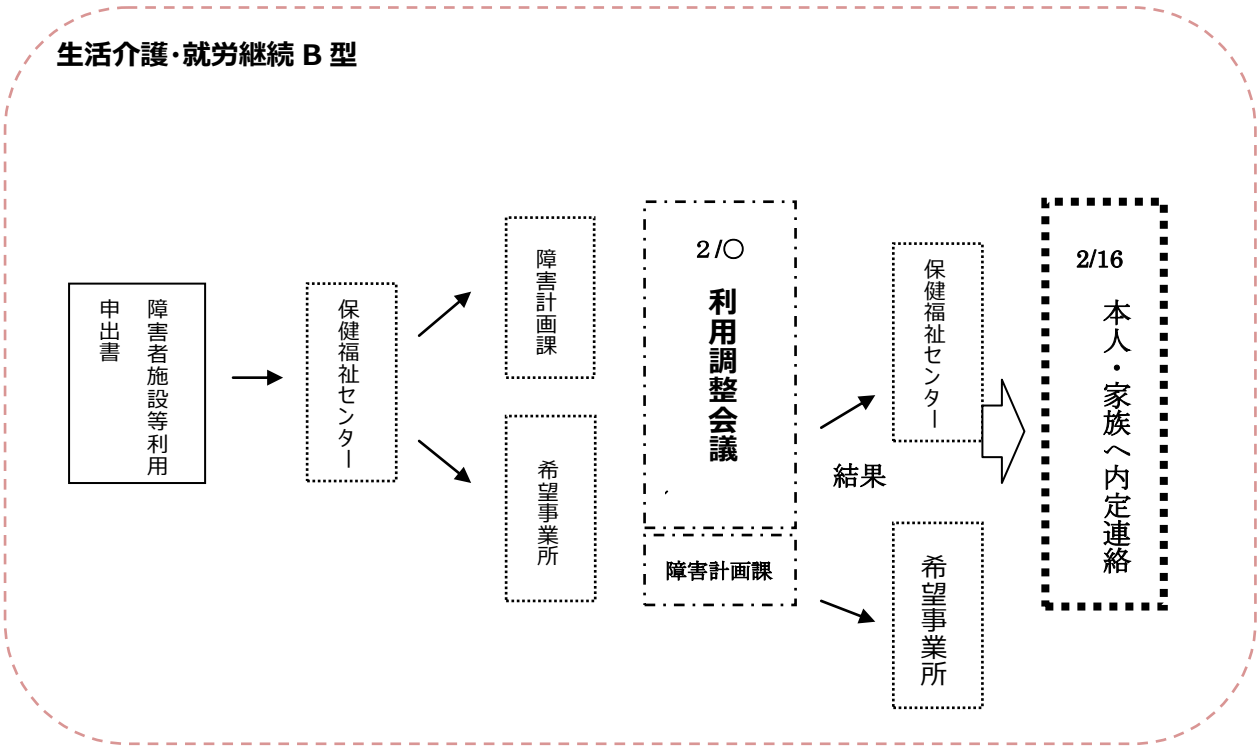 生活介護･就労継続 B 型
障害者施設等利用
申出書
保健福祉センター
障害計画課
希望事業所
2/〇
利用調整会議
障害計画課
結果
保健福祉センター
希望事業所
2/16
本人・家族へ内定連絡